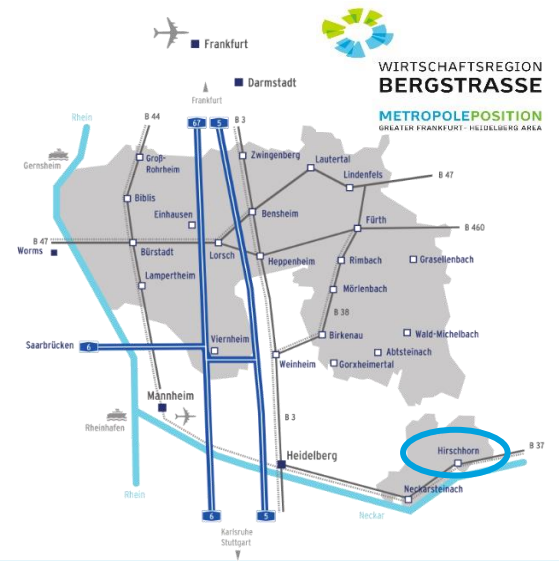 Frankfurt
WIRTSCHAFTSREGION
BERGSTRASSE
METROPOLEPOSITION
GREATER FRANKFURT- HEIDELBERG AREA
Darmstadt
Frankfurt
Rhein
B 44
67
5
B 3
Gernsheim
Groß-
Rohrheim
Zwingenberg
Lautertal
Lindenfels
B 47
Biblis
Einhausen
Bensheim
Fürth
B 460
B 47
Worms
Bürstadt
Lorsch
Heppenheim
Rimbach
Grasellenbach
Lampertheim
Mörlenbach
B 38
Saarbrücken
6
Viernheim
Birkenau
Wald-Michelbach
Abtsteinach
Weinheim
Gorxheimertal
Mannheim
Rheinhafen
B 3
Heidelberg
Hirschhorn
B 37
Rhein
Neckarsteinach
6
5
Neckar
Karlsruhe
Stuttgart